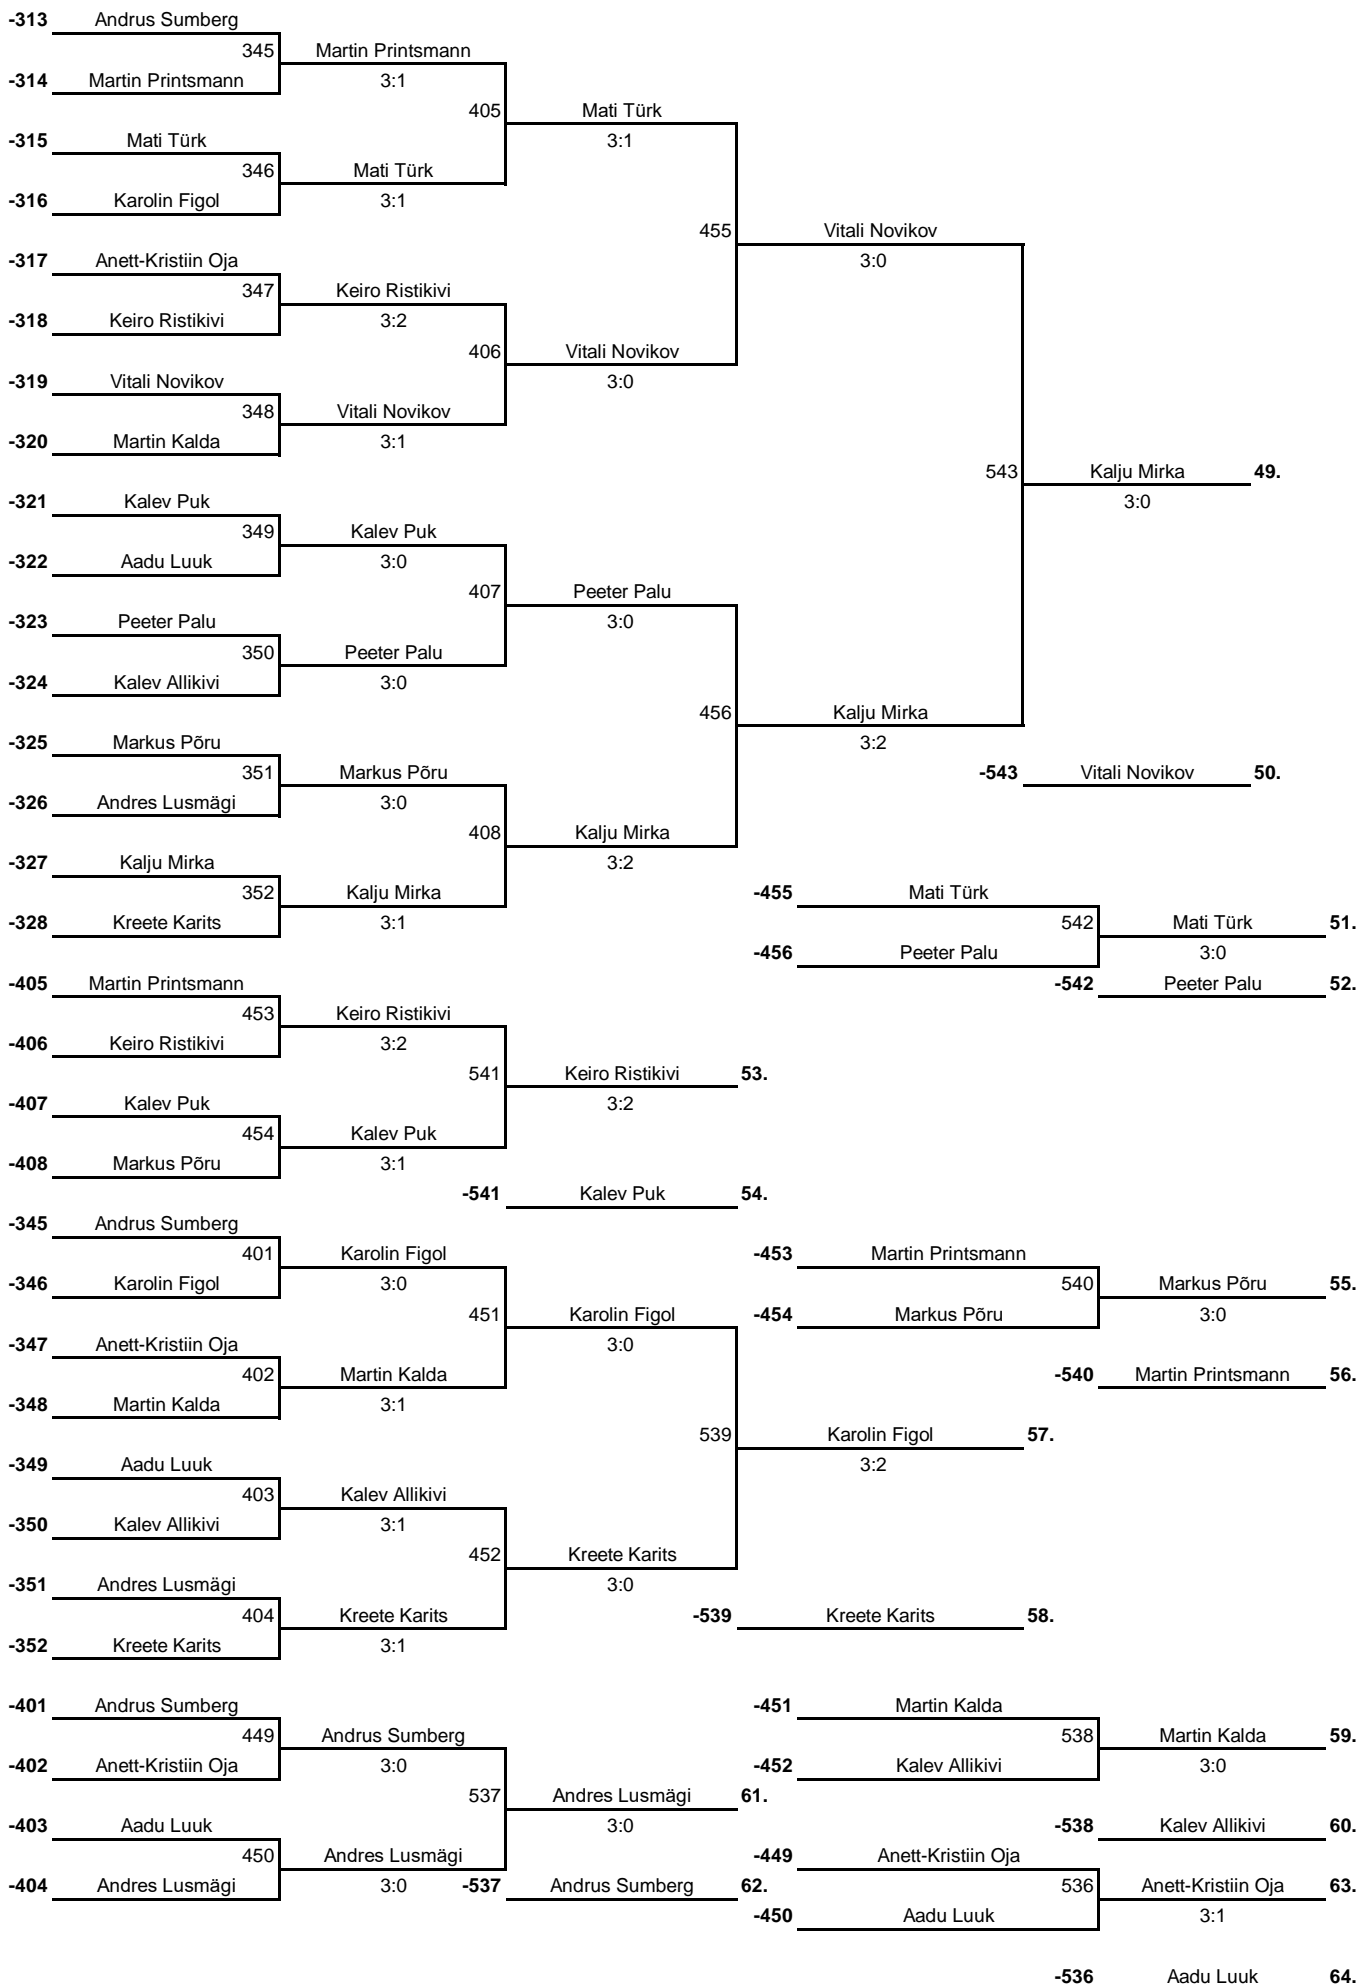 -313 Andrus Sumberg
345 Martin Printsmann
-314 Martin Printsmann 3:1
405 Mati Türk
-315 Mati Türk 3:1
346 Mati Türk
-316 Karolin Figol 3:1
455 Vitali Novikov
-317 Anett-Kristiin Oja 3:0
347 Keiro Ristikivi
-318 Keiro Ristikivi 3:2
406 Vitali Novikov
-319 Vitali Novikov 3:0
348 Vitali Novikov
-320 Martin Kalda 3:1
543 Kalju Mirka 49.
-321 Kalev Puk 3:0
349 Kalev Puk
-322 Aadu Luuk 3:0
407 Peeter Palu
-323 Peeter Palu 3:0
350 Peeter Palu
-324 Kalev Allikivi 3:0
456 Kalju Mirka
-325 Markus Põru 3:2
351 Markus Põru -543 Vitali Novikov 50.
-326 Andres Lusmägi 3:0
408 Kalju Mirka
-327 Kalju Mirka 3:2
352 Kalju Mirka -455 Mati Türk
-328 Kreete Karits 3:1 542 Mati Türk 51.
-456 Peeter Palu 3:0
-405 Martin Printsmann -542 Peeter Palu 52.
453 Keiro Ristikivi
-406 Keiro Ristikivi 3:2
541 Keiro Ristikivi 53.
-407 Kalev Puk 3:2
454 Kalev Puk
-408 Markus Põru 3:1
-541 Kalev Puk 54.
-345 Andrus Sumberg
401 Karolin Figol -453 Martin Printsmann
-346 Karolin Figol 3:0 540 Markus Põru 55.
451 Karolin Figol -454 Markus Põru 3:0
-347 Anett-Kristiin Oja 3:0
402 Martin Kalda -540 Martin Printsmann 56.
-348 Martin Kalda 3:1
539 Karolin Figol 57.
-349 Aadu Luuk 3:2
403 Kalev Allikivi
-350 Kalev Allikivi 3:1
452 Kreete Karits
-351 Andres Lusmägi 3:0
404 Kreete Karits -539 Kreete Karits 58.
-352 Kreete Karits 3:1
-401 Andrus Sumberg -451 Martin Kalda
449 Andrus Sumberg 538 Martin Kalda 59.
-402 Anett-Kristiin Oja 3:0 -452 Kalev Allikivi 3:0
537 Andres Lusmägi 61.
-403 Aadu Luuk 3:0 -538 Kalev Allikivi 60.
450 Andres Lusmägi -449 Anett-Kristiin Oja
-404 Andres Lusmägi 3:0 -537 Andrus Sumberg 62. 536 Anett-Kristiin Oja 63.
-450 Aadu Luuk 3:1
-536 Aadu Luuk 64.